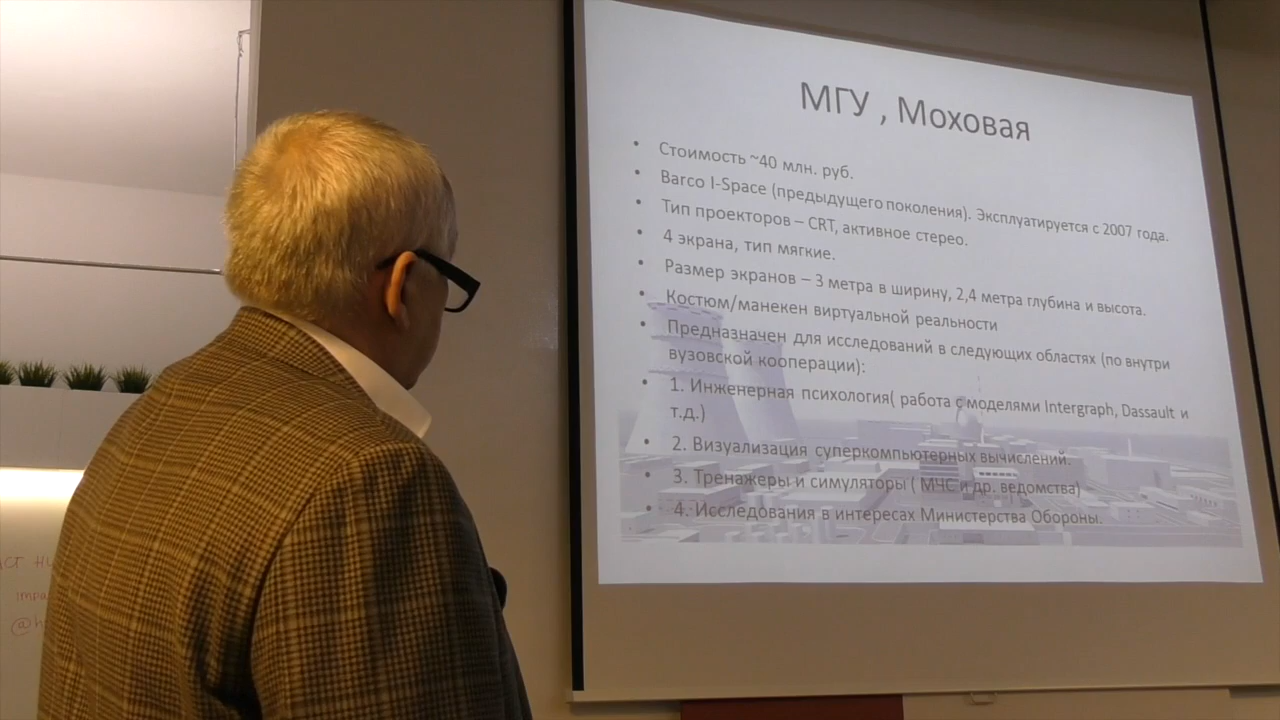 МГУ , Моховая
• Стоимость ~40 млн. руб.
• Barco I-Space (предыдущего поколения). Эксплуатируется с 2007 года.
• Тип проекторов – CRT, активное стерео.
• 4 экрана, тип мягкие.
• Размер экранов – 3 метра в ширину, 2,4 метра глубина и высота.
• Костюм/манекен виртуальной реальности
• Предназначен для исследований в следующих областях (по внутри
вузовской кооперации):
• 1. Инженерная психология( работа с моделями Intergraph, Dassault и
т.д.)
• 2. Визуализация суперкомпьютерных вычислений.
• 3. Тренажеры и симуляторы ( МЧС и др. ведомства)
• 4. Исследования в интересах Министерства Обороны.